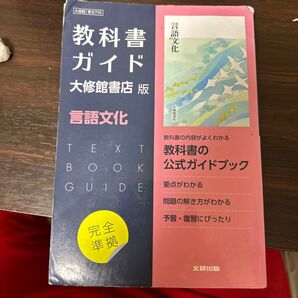 教科書
ガイド
大修館書店 版
言語文化
TEXT
BOOK
GUIDE
完全
準拠
言語文化
教科書の内容がよくわかる
教科書の
公式ガイドブック
要点がわかる
問題の解き方がわかる
予習・復習にぴったり
文研出版